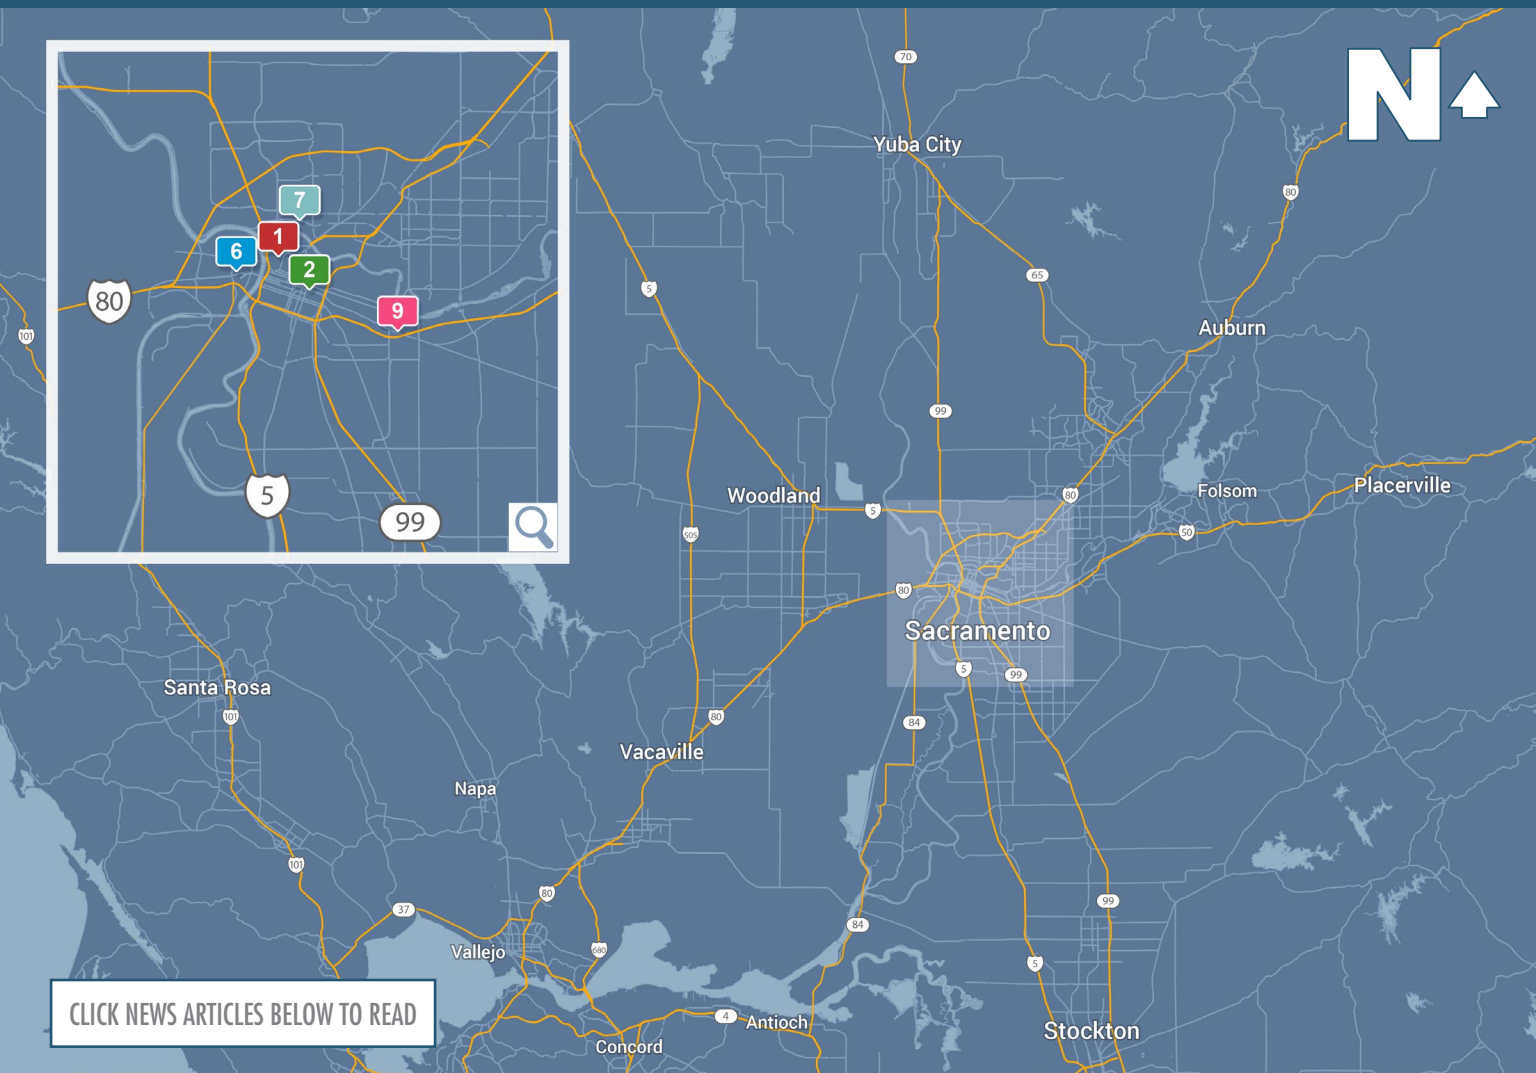 70
N
Yuba City
7
80
1
6
2
65
5
9
80
101
Auburn
99
Folsom
Placerville
Woodland
80
5
5
99
50
505
80
Sacramento
5
99
Santa Rosa
101
80
84
Vacaville
Napa
101
80
99
37
84
Vallejo
680
5
CLICK NEWS ARTICLES BELOW TO READ
4
Antioch
Stockton
Concord